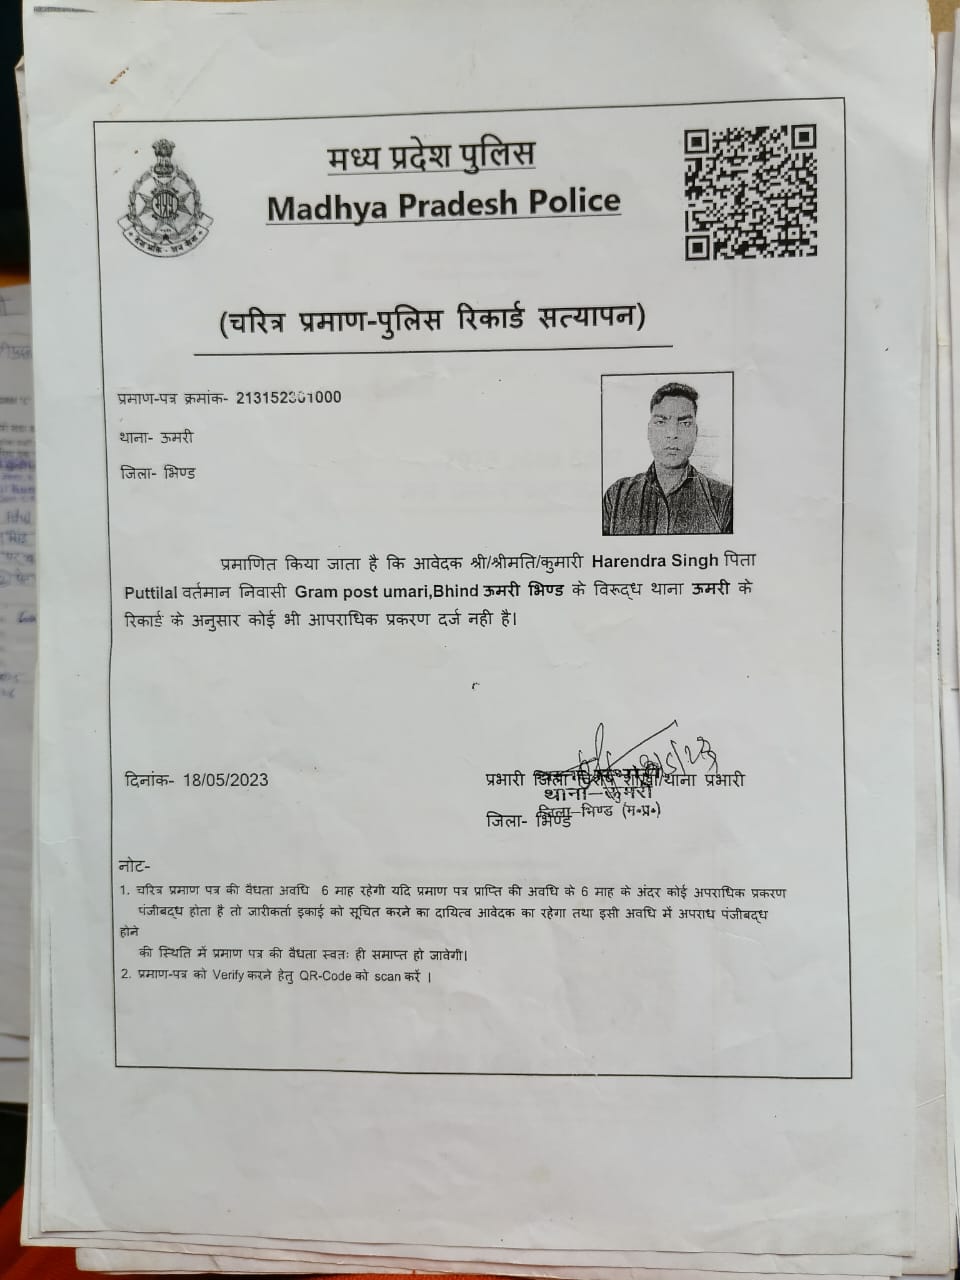 मध्य प्रदेश पुलिस
Madhya Pradesh Police
(चरित्र प्रमाण-पुलिस रिकार्ड सत्यापन)
प्रमाण-पत्र क्रमांक-
थाना- ऊमरी
जिला- भिण्ड
प्रमाणित किया जाता है कि आवेदक श्री/श्रीमति/कुमारी Harendra Singh पिता
Puttilal वर्तमान निवासी Gram post umari,Bhind ऊमरी भिण्ड के विरूद्ध थाना ऊमरी के
रिकार्ड के अनुसार कोई भी आपराधिक प्रकरण दर्ज नही है।
दिनांक- 18/05/2023
प्रभारी जिला विशेष शाखा/थाना प्रभारी
थाना-ऊमरी
जिला-भिण्ड (म॰प्र॰)
जिला- भिण्ड
नोट-
1. चरित्र प्रमाण पत्र की वैधता अवधि 6 माह रहेगी यदि प्रमाण पत्र प्राप्ति की अवधि के 6 माह के अंदर कोई अपराधिक प्रकरण
पंजीबद्ध होता है तो जारीकर्ता इकाई को सूचित करने का दायित्व आवेदक का रहेगा तथा इसी अवधि में अपराध पंजीबद्ध
होने
की स्थिति में प्रमाण पत्र की वैधता स्वतः ही समाप्त हो जावेगी।
2. प्रमाण-पत्र को Verify करने हेतु QR-Code को scan करें ।